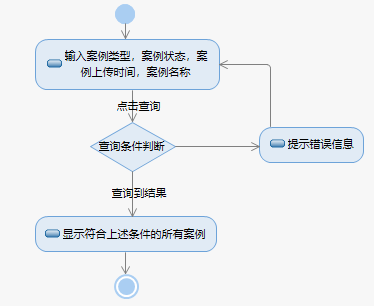 输入案例类型，案例状态，案
例上传时间，案例名称
点击查询
查询条件判断
提示错误信息
查询到结果
显示符合上述条件的所有案例